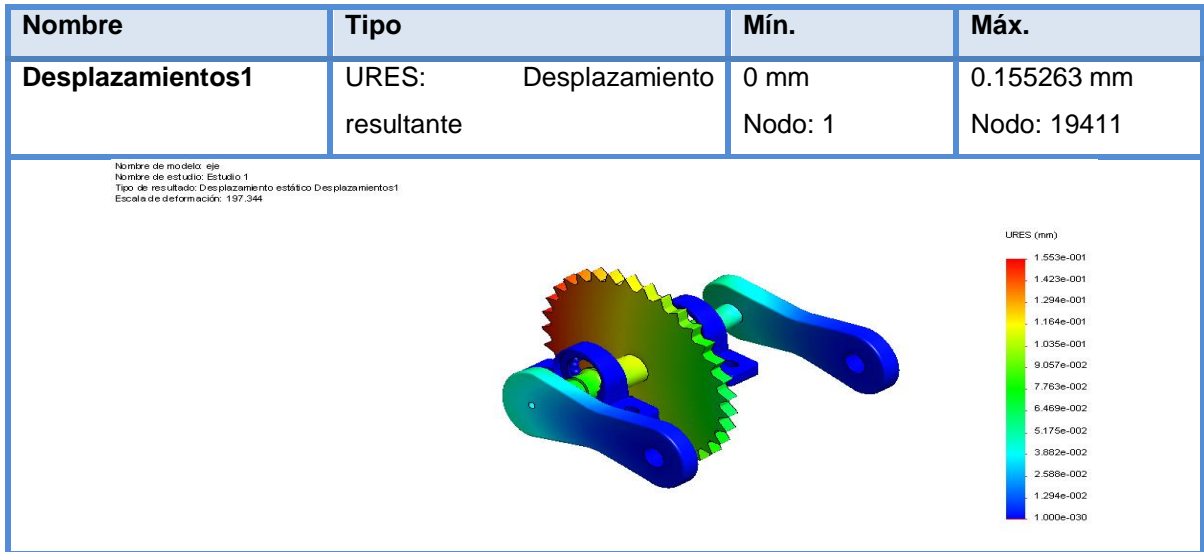 Nombre Tipo Mín. Máx.
Desplazamientos1 URES: Desplazamiento 0 mm 0.155263 mm
resultante Nodo: 1 Nodo: 19411
Nombre de modelo: eje
Nombre de estudio: Estudio 1
Tipo de resultado: Desplazamiento estático Desplazamientos1
Escala de deformación: 197.344
URES (mm)
1.553e-001
1.423e-001
1.294e-001
1.164e-001
1.035e-001
9.057e-002
7.763e-002
6.469e-002
5.175e-002
3.882e-002
2.588e-002
1.294e-002
1.000e-030